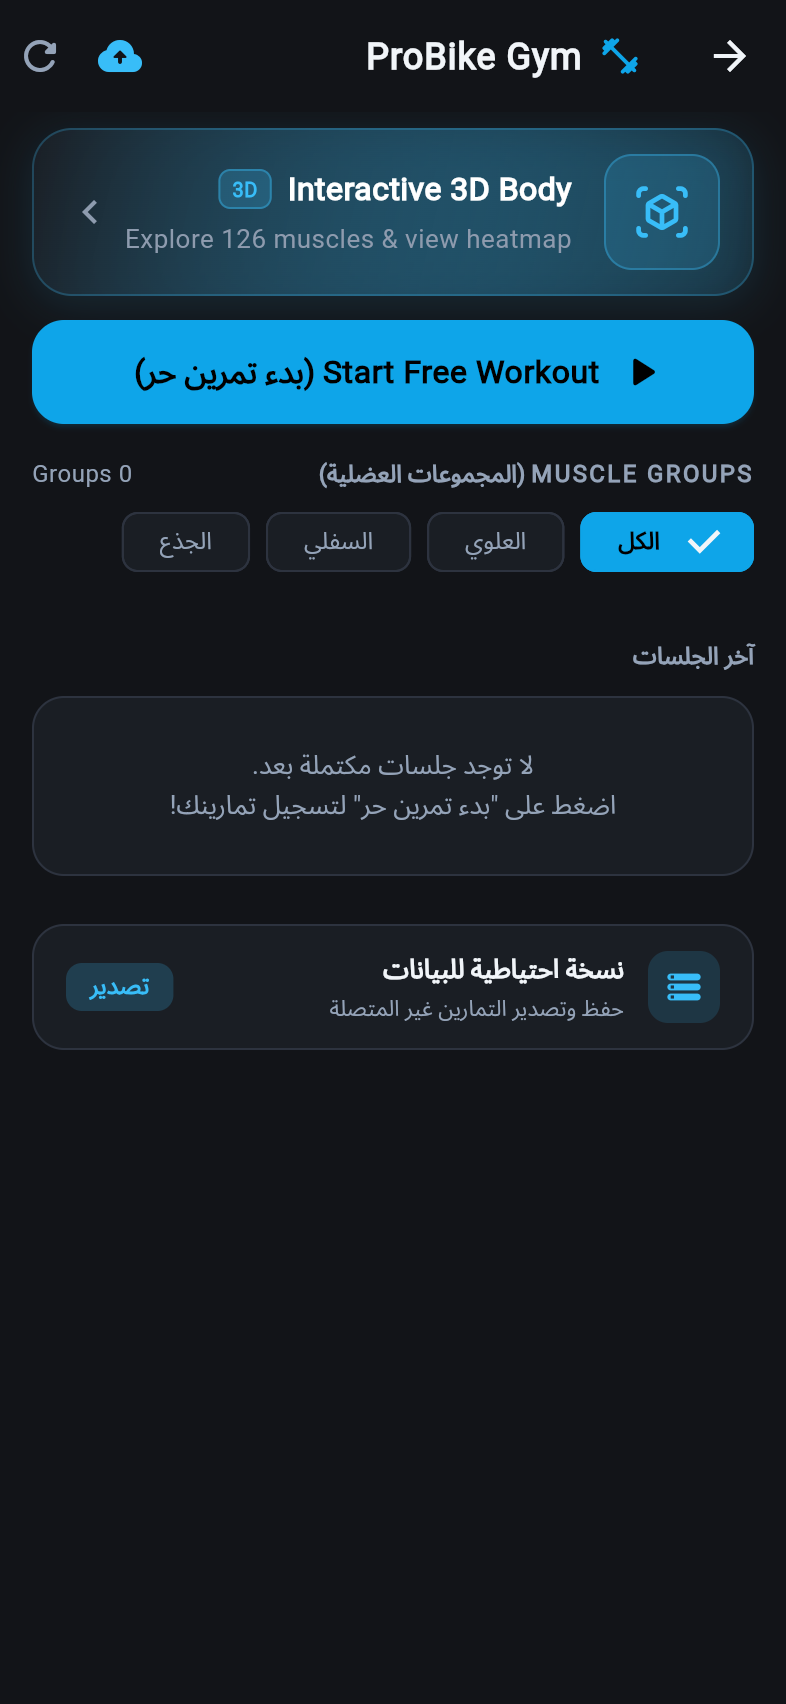 ProBike Gym
Interactive 3D Body 3D
Explore 126 muscles & view heatmap
Start Free Workout (بدء تمرين حر)
MUSCLE GROUPS (المجموعات العضلية)
Groups 0
الكل
العلوي
السفلي
الجذع
آخر الجلسات
لا توجد جلسات مكتملة بعد.
اضغط على "بدء تمرين حر" لتسجيل تمارينك!
نسخة احتياطية للبيانات
حفظ وتصدير التمارين غير المتصلة
تصدير